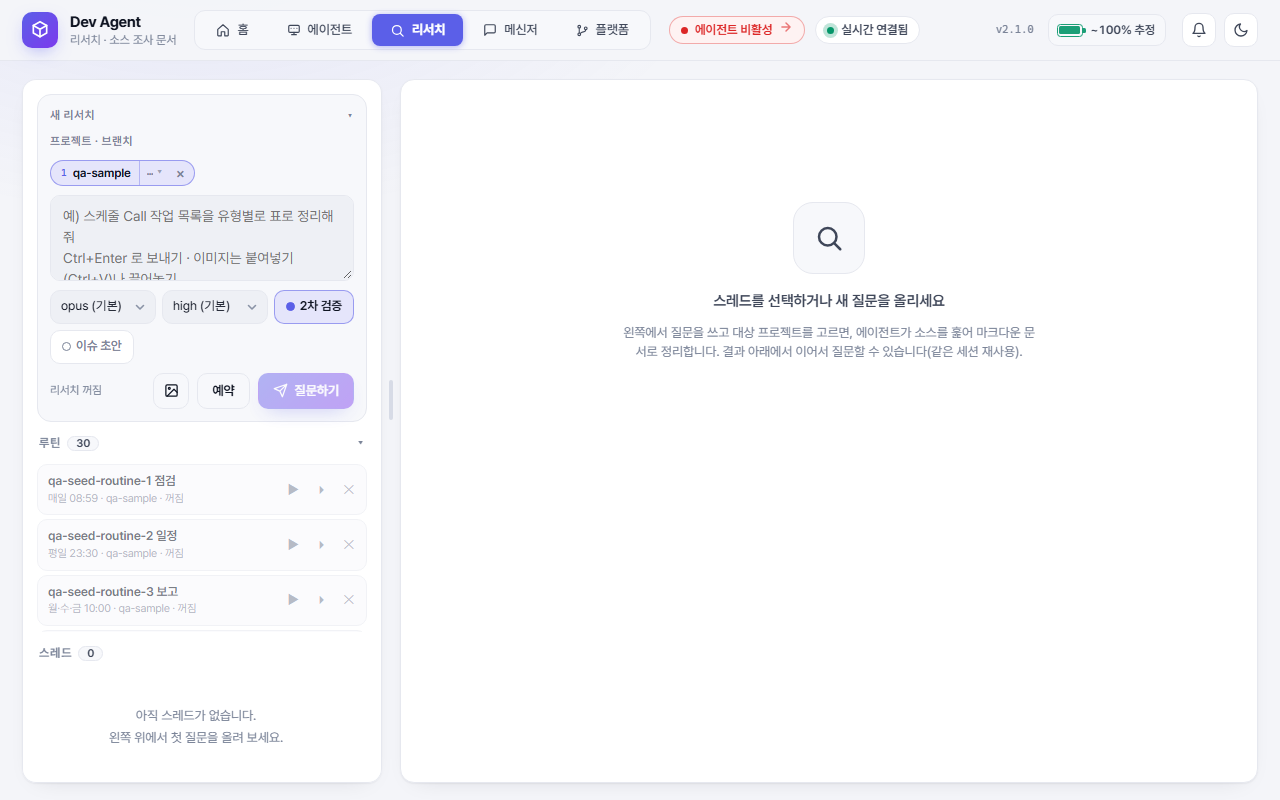 Dev Agent
리서치 · 소스 조사 문서
홈
에이전트
리서치
메신저
플랫폼
에이전트 비활성 →
실시간 연결됨
v2.1.0
~100% 추정
새 리서치
프로젝트 · 브랜치
1 qa-sample … ×
예) 스케줄 Call 작업 목록을 유형별로 표로 정리해
줘
Ctrl+Enter 로 보내기 · 이미지는 붙여넣기
(Ctrl+V)나 끌어놓기
opus (기본)
high (기본)
2차 검증
이슈 초안
리서치 꺼짐
예약
질문하기
루틴 30
qa-seed-routine-1 점검
매일 08:59 · qa-sample · 꺼짐
qa-seed-routine-2 일정
평일 23:30 · qa-sample · 꺼짐
qa-seed-routine-3 보고
월·수·금 10:00 · qa-sample · 꺼짐
스레드 0
아직 스레드가 없습니다.
왼쪽 위에서 첫 질문을 올려 보세요.
스레드를 선택하거나 새 질문을 올리세요
왼쪽에서 질문을 쓰고 대상 프로젝트를 고르면, 에이전트가 소스를 훑어 마크다운 문
서로 정리합니다. 결과 아래에서 이어서 질문할 수 있습니다(같은 세션 재사용).